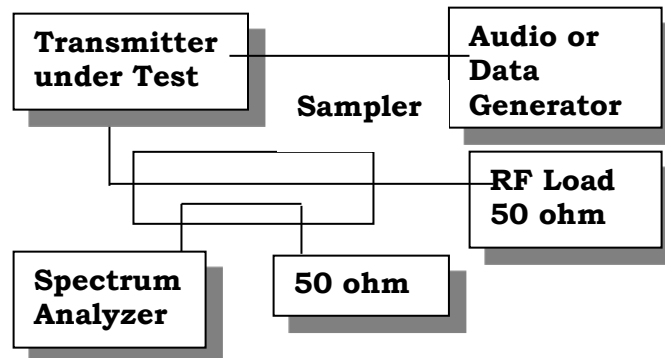 Transmitter
under Test
Audio or
Data
Generator
Sampler
RF Load
50 ohm
Spectrum
Analyzer
50 ohm